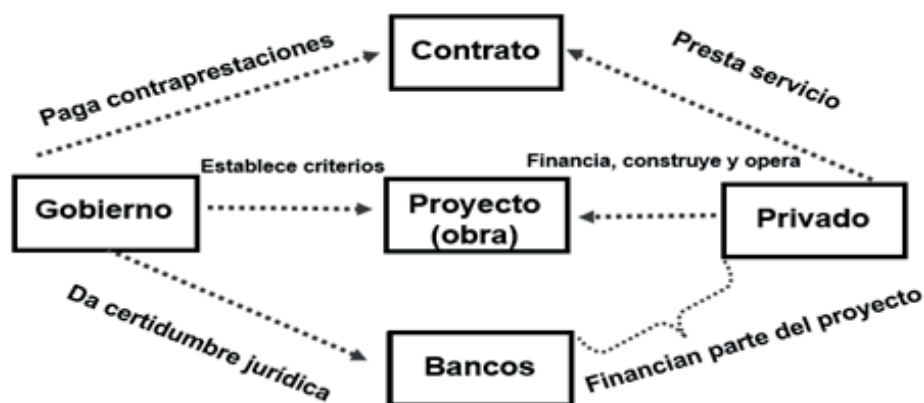 Contrato
Paga contraprestaciones
Presta servicio
Establece criterios
Financia, construye y opera
Gobierno
Proyecto
(obra)
Privado
Da certidumbre jurídica
Bancos
Financian parte del proyecto